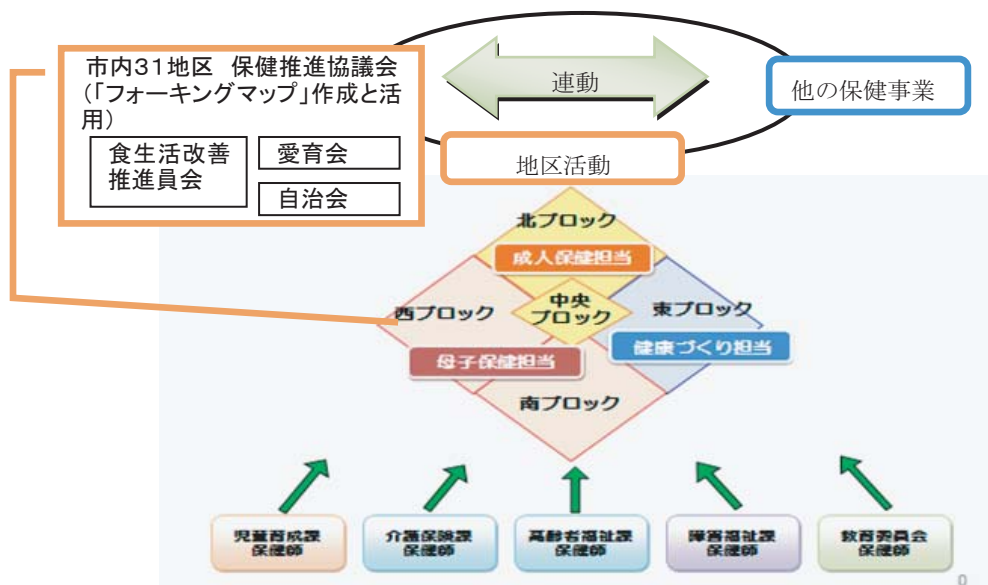 市内31地区 保健推進協議会
(「フォーキングマップ」作成と活
用)
食生活改善
推進員会
愛育会
自治会
連動
他の保健事業
地区活動
北ブロック
成人保健担当
西ブロック
中央
ブロック
東ブロック
健康づくり担当
母子保健担当
南ブロック
児童育成課
保健師
介護保険課
保健師
高齢者福祉課
保健師
障害福祉課
保健師
教育委員会
保健師
0